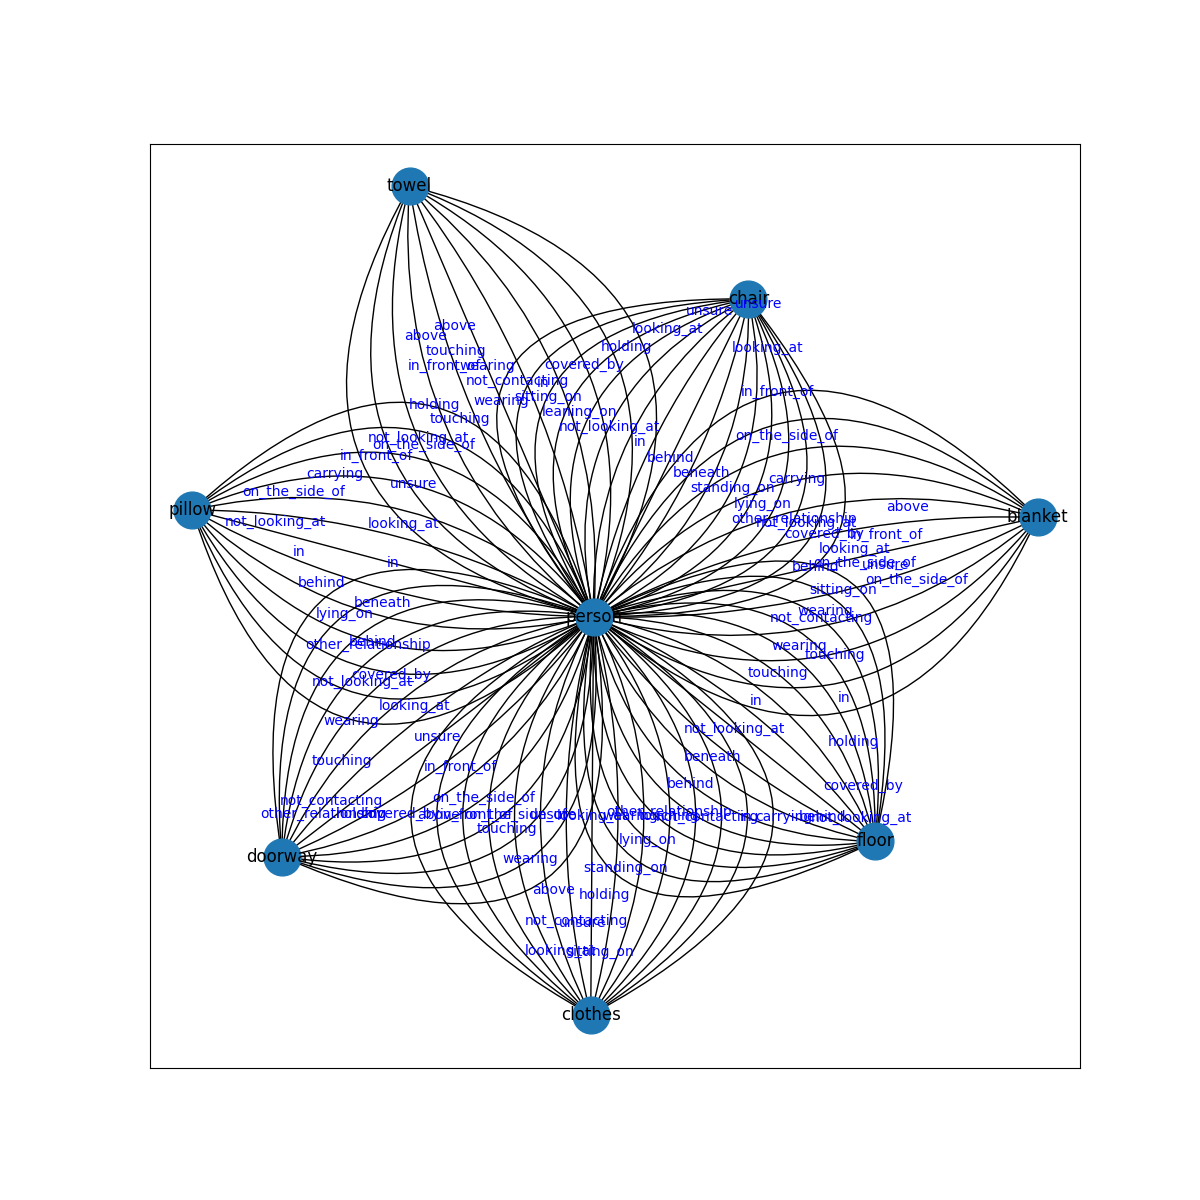 towel
chair
unsure
unsure
above
looking_at
above
holding
looking_at
touching
in_front_of
wearing
covered_by
not_contacting
in
in_front_of
sitting_on
wearing
holding
leaning_on
touching
not_looking_at
not_looking_at
on_the_side_of
in
on_the_side_of
in_front_of
behind
carrying
beneath
carrying
unsure
standing_on
on_the_side_of
lying_on
above
pillow
blanket
other_relationship
not_looking_at
looking_at
not_looking_at
covered_by
in_front_of
looking_at
in
in
on_the_side_of
unsure
behind
on_the_side_of
behind
sitting_on
beneath
lying_on
wearing
person
not_contacting
behind
other_relationship
wearing
touching
covered_by
touching
not_looking_at
in
in
looking_at
wearing
not_looking_at
unsure
holding
beneath
touching
in_front_of
behind
covered_by
on_the_side_of
not_contacting
other_relationship
holding
covered_by
above
in_front_of
on_the_side_of
unsure
looking_at
wearing
other_relationship
touching
not_contacting
in
carrying
behind
not_looking_at
touching
lying_on
floor
doorway
wearing
standing_on
above
holding
not_contacting
unsure
looking_at
sitting_on
clothes